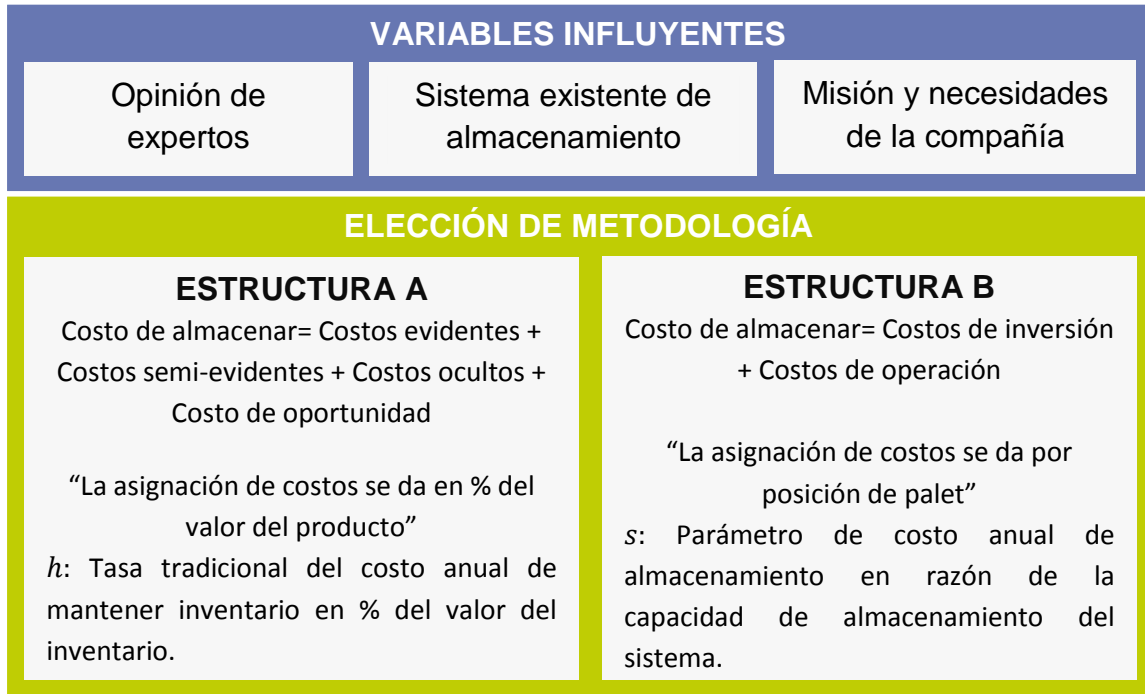 VARIABLES INFLUYENTES
Opinión de
expertos
Sistema existente de
almacenamiento
Misión y necesidades
de la compañía
ELECCIÓN DE METODOLOGÍA
ESTRUCTURA A
Costo de almacenar= Costos evidentes +
Costos semi-evidentes + Costos ocultos +
Costo de oportunidad
“La asignación de costos se da en % del
valor del producto”
h: Tasa tradicional del costo anual de
mantener inventario en % del valor del
inventario.
ESTRUCTURA B
Costo de almacenar= Costos de inversión
+ Costos de operación
“La asignación de costos se da por
posición de palet”
s: Parámetro de costo anual de
almacenamiento en razón de la
capacidad de almacenamiento del
sistema.